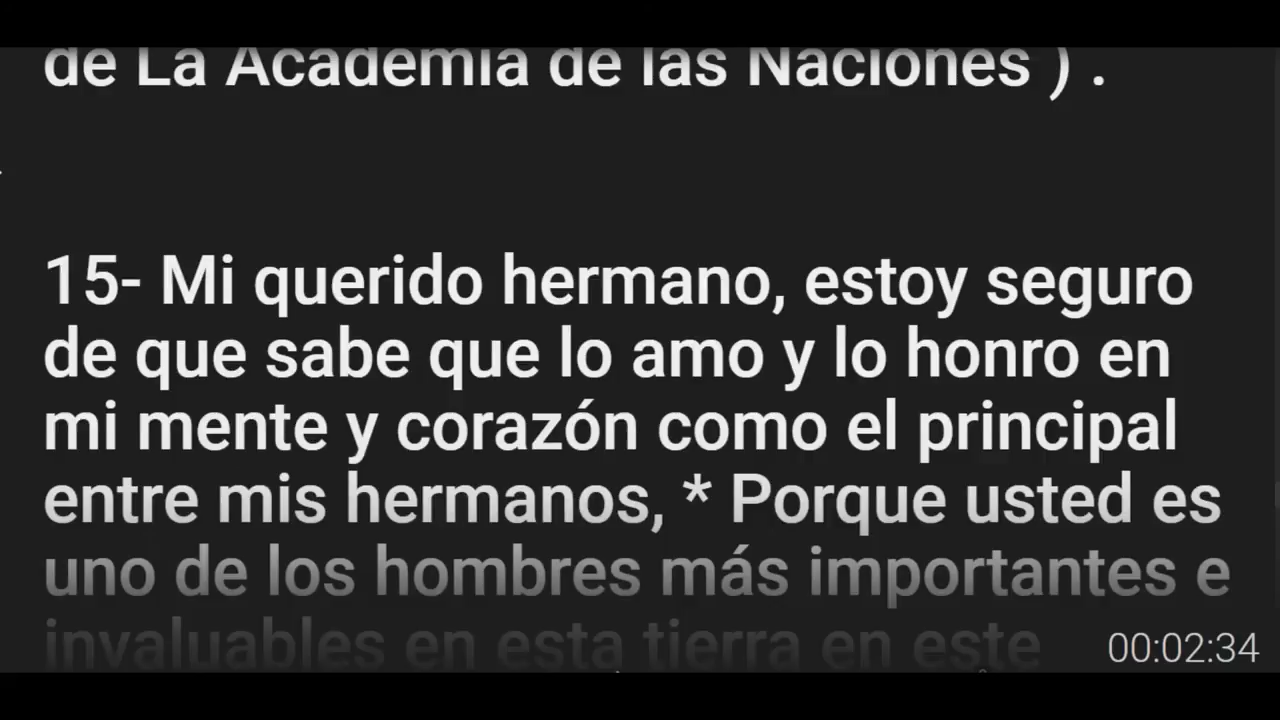 de La Academia de las Naciones ) .
15- Mi querido hermano, estoy seguro
de que sabe que lo amo y lo honro en
mi mente y corazón como el principal
entre mis hermanos, * Porque usted es
uno de los hombres más importantes e
invaluables en esta tierra en este
00:02:34